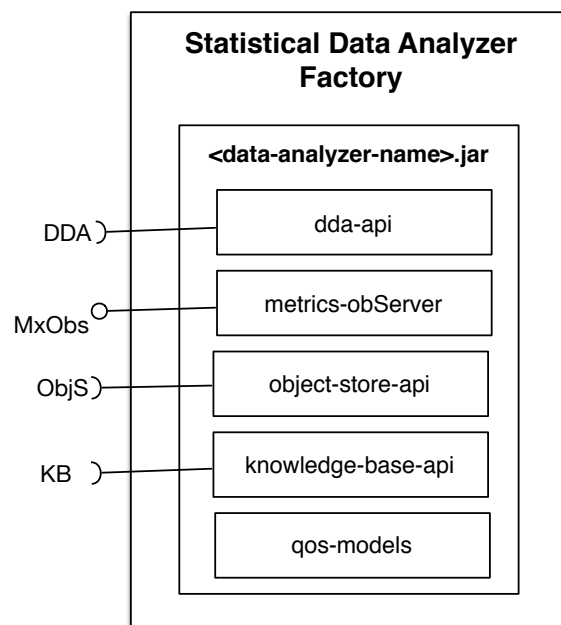 Statistical Data Analyzer
Factory
<data-analyzer-name>.jar
DDA
dda-api
MxObs
metrics-obServer
ObjS
object-store-api
KB
knowledge-base-api
qos-models